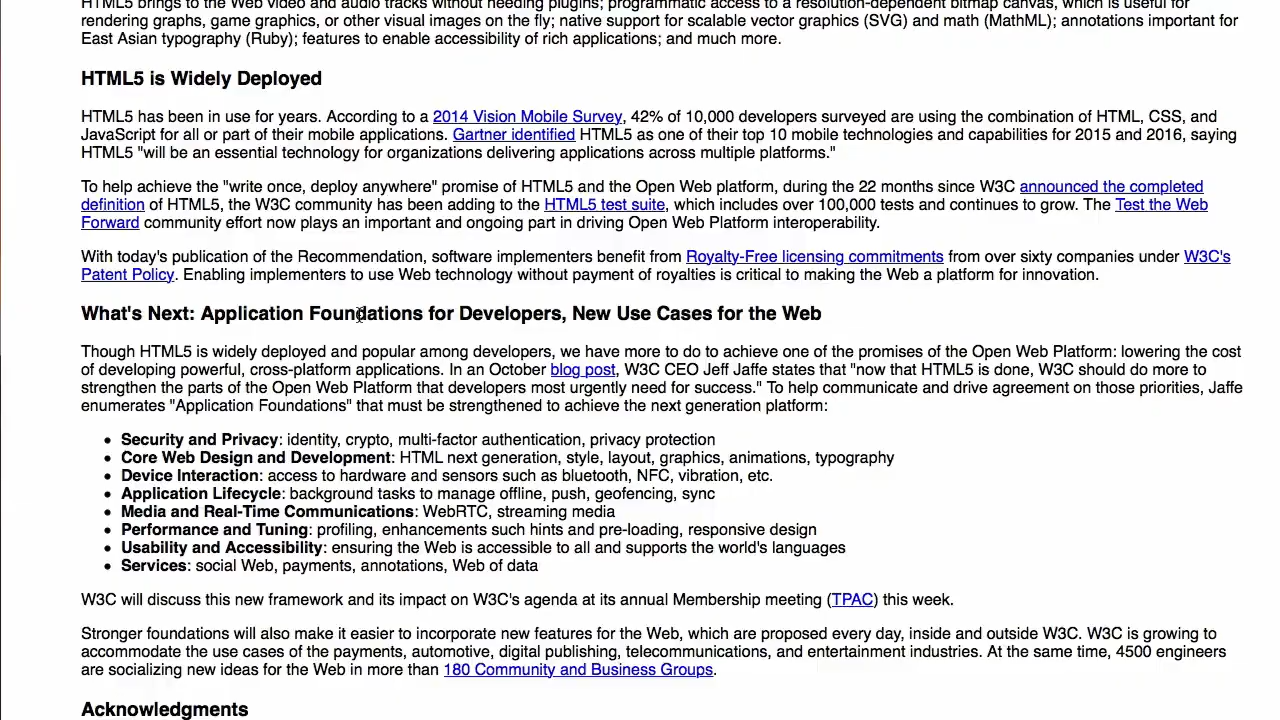 HTML5 brings to the Web video and audio tracks without needing plugins; programmatic access to a resolution-dependent bitmap canvas, which is useful for
rendering graphs, game graphics, or other visual images on the fly; native support for scalable vector graphics (SVG) and math (MathML); annotations important for
East Asian typography (Ruby); features to enable accessibility of rich applications; and much more.
HTML5 is Widely Deployed
HTML5 has been in use for years. According to a 2014 Vision Mobile Survey, 42% of 10,000 developers surveyed are using the combination of HTML, CSS, and
JavaScript for all or part of their mobile applications. Gartner identified HTML5 as one of their top 10 mobile technologies and capabilities for 2015 and 2016, saying
HTML5 "will be an essential technology for organizations delivering applications across multiple platforms."
To help achieve the "write once, deploy anywhere" promise of HTML5 and the Open Web platform, during the 22 months since W3C announced the completed
definition of HTML5, the W3C community has been adding to the HTML5 test suite, which includes over 100,000 tests and continues to grow. The Test the Web
Forward community effort now plays an important and ongoing part in driving Open Web Platform interoperability.
With today's publication of the Recommendation, software implementers benefit from Royalty-Free licensing commitments from over sixty companies under W3C's
Patent Policy. Enabling implementers to use Web technology without payment of royalties is critical to making the Web a platform for innovation.
What's Next: Application Foundations for Developers, New Use Cases for the Web
Though HTML5 is widely deployed and popular among developers, we have more to do to achieve one of the promises of the Open Web Platform: lowering the cost
of developing powerful, cross-platform applications. In an October blog post, W3C CEO Jeff Jaffe states that "now that HTML5 is done, W3C should do more to
strengthen the parts of the Open Web Platform that developers most urgently need for success." To help communicate and drive agreement on those priorities, Jaffe
enumerates "Application Foundations" that must be strengthened to achieve the next generation platform:
• Security and Privacy: identity, crypto, multi-factor authentication, privacy protection
• Core Web Design and Development: HTML next generation, style, layout, graphics, animations, typography
• Device Interaction: access to hardware and sensors such as bluetooth, NFC, vibration, etc.
• Application Lifecycle: background tasks to manage offline, push, geofencing, sync
• Media and Real-Time Communications: WebRTC, streaming media
• Performance and Tuning: profiling, enhancements such hints and pre-loading, responsive design
• Usability and Accessibility: ensuring the Web is accessible to all and supports the world's languages
• Services: social Web, payments, annotations, Web of data
W3C will discuss this new framework and its impact on W3C's agenda at its annual Membership meeting (TPAC) this week.
Stronger foundations will also make it easier to incorporate new features for the Web, which are proposed every day, inside and outside W3C. W3C is growing to
accommodate the use cases of the payments, automotive, digital publishing, telecommunications, and entertainment industries. At the same time, 4500 engineers
are socializing new ideas for the Web in more than 180 Community and Business Groups.
Acknowledgments